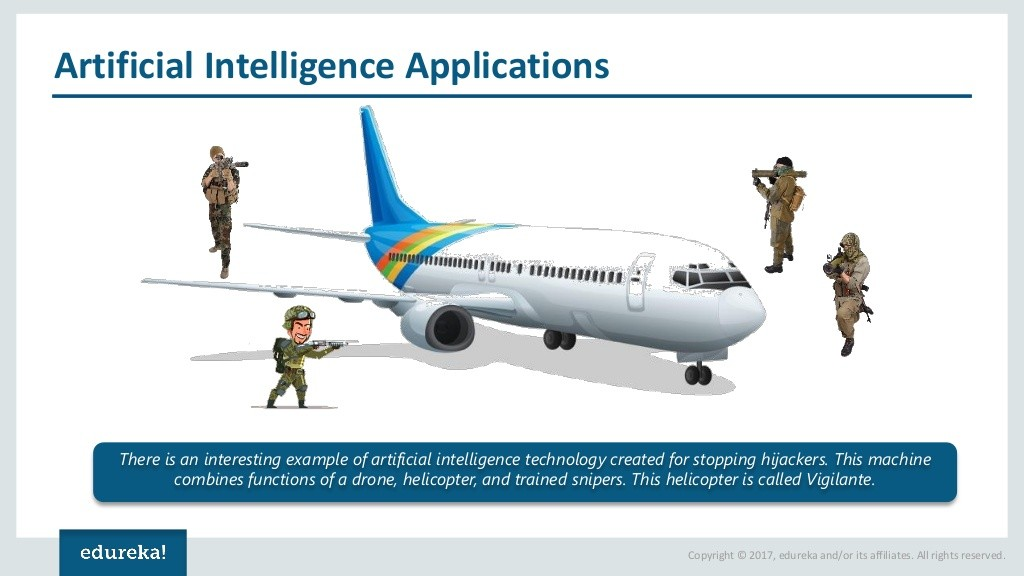 Artificial Intelligence Applications
There is an interesting example of artificial intelligence technology created for stopping hijackers. This machine
combines functions of a drone, helicopter, and trained snipers. This helicopter is called Vigilante.
edureka!
Copyright © 2017, edureka and/or its affiliates. All rights reserved.